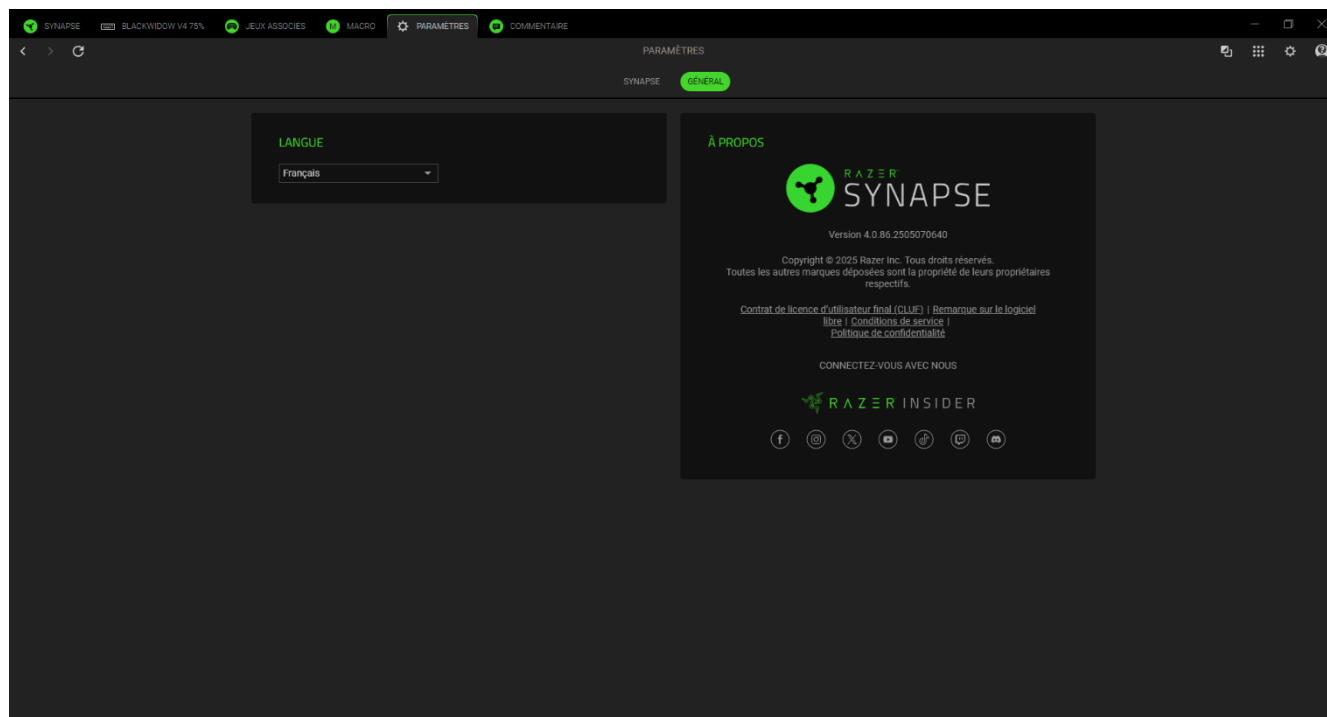 SYNAPSE
BLACKWIDOW V4 75%
JEUX ASSOCIÉS
MACRO
PARAMÈTRES
COMMENTAIRE
PARAMÈTRES
SYNAPSE
GÉNÉRAL
LANGUE
Français
À PROPOS
RAZER
SYNAPSE
Version 4.0.86.2505070640
Copyright © 2025 Razer Inc. Tous droits réservés.
Toutes les autres marques déposées sont la propriété de leurs propriétaires
respectifs.
Contrat de licence d'utilisateur final (CLUF) | Remarque sur le logiciel
libre | Conditions de service |
Politique de confidentialité
CONNECTEZ-VOUS AVEC NOUS
RAZER INSIDER